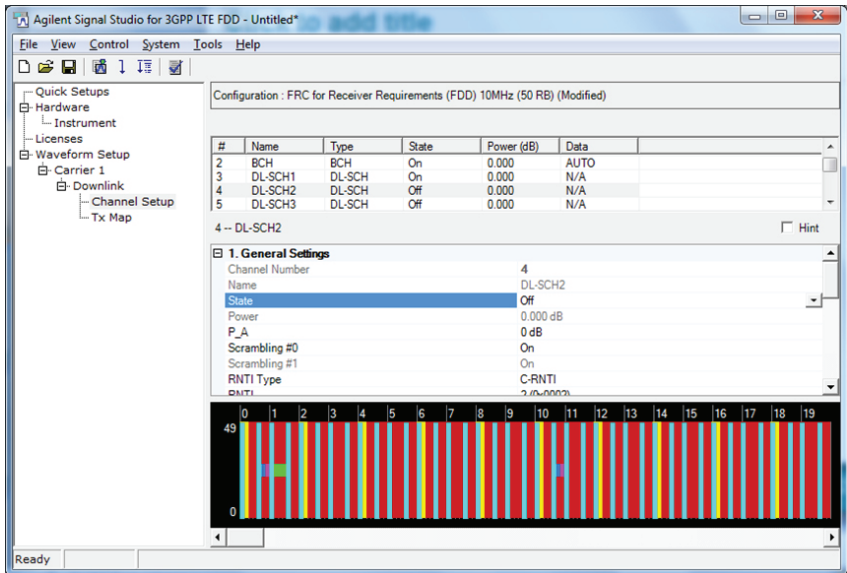 Agilent Signal Studio for 3GPP LTE FDD - Untitled*
to add title
File View Control System Tools Help
Quick Setups
Hardware
Instrument
Licenses
Waveform Setup
Carrier 1
Downlink
Channel Setup
Tx Map
Configuration : FRC for Receiver Requirements (FDD) 10MHz (50 RB) (Modified)
# Name Type State Power (dB) Data
2 BCH BCH On 0.000 AUTO
3 DL-SCH1 DL-SCH On 0.000 N/A
4 DL-SCH2 DL-SCH Off 0.000 N/A
5 DL-SCH3 DL-SCH Off 0.000 N/A
4 -- DL-SCH2 Hint
1. General Settings
Channel Number 4
Name DL-SCH2
State Off
Power 0.000 dB
P_A 0 dB
Scrambling #0 On
Scrambling #1 On
RNTI Type C-RNTI
RNTI 2 (0x0002)
0 1 2 3 4 5 6 7 8 9 10 11 12 13 14 15 16 17 18 19
49
0
Ready